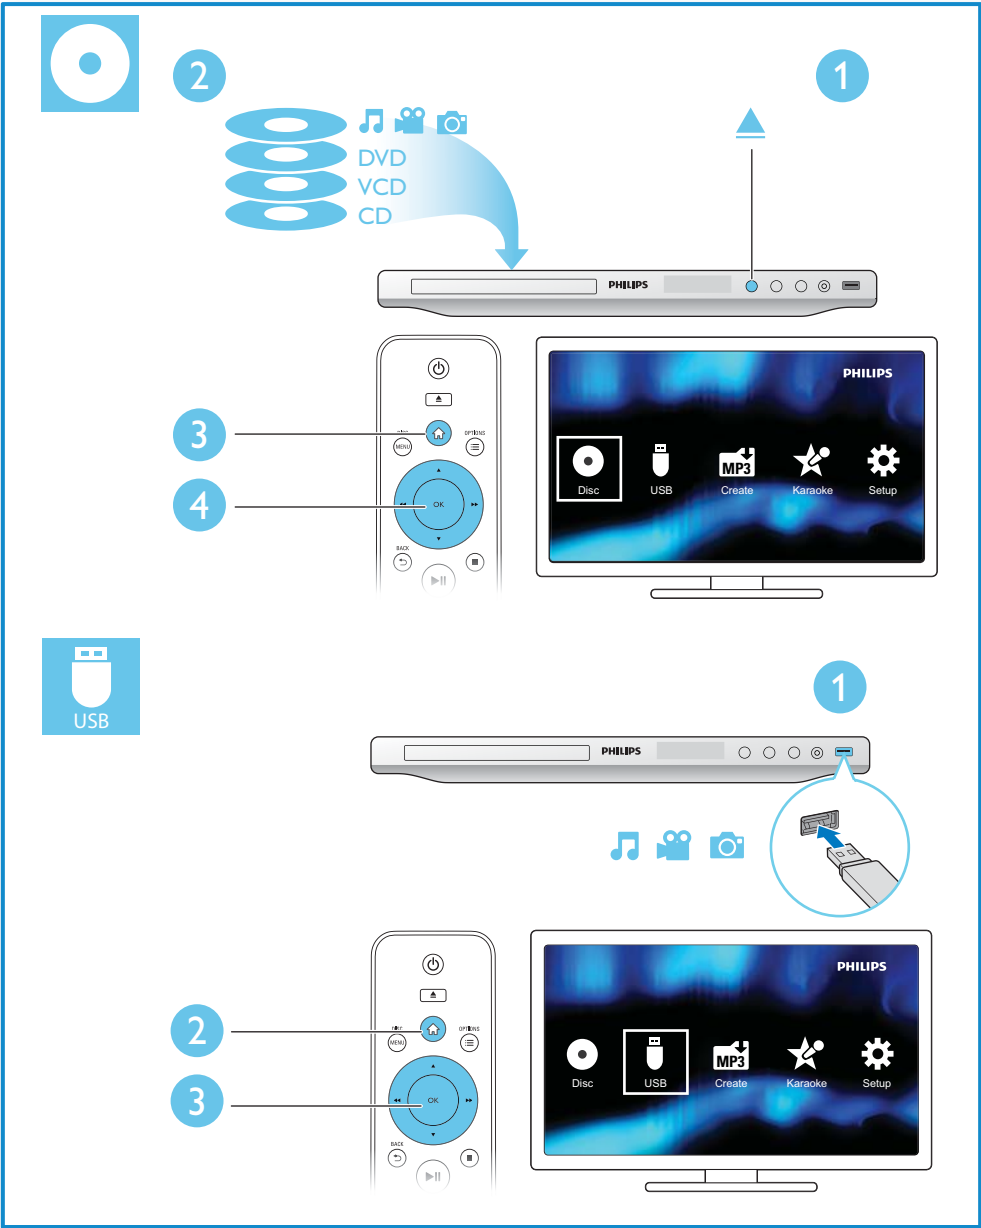 2
1
DVD
VCD
CD
PHILIPS
PHILIPS
3
OPTIONS
MENU
4
OK
BACK
Disc
USB
MP3
Create
Karaoke
Setup
USB
1
PHILIPS
PHILIPS
2
OPTIONS
MENU
3
OK
BACK
Disc
USB
MP3
Create
Karaoke
Setup